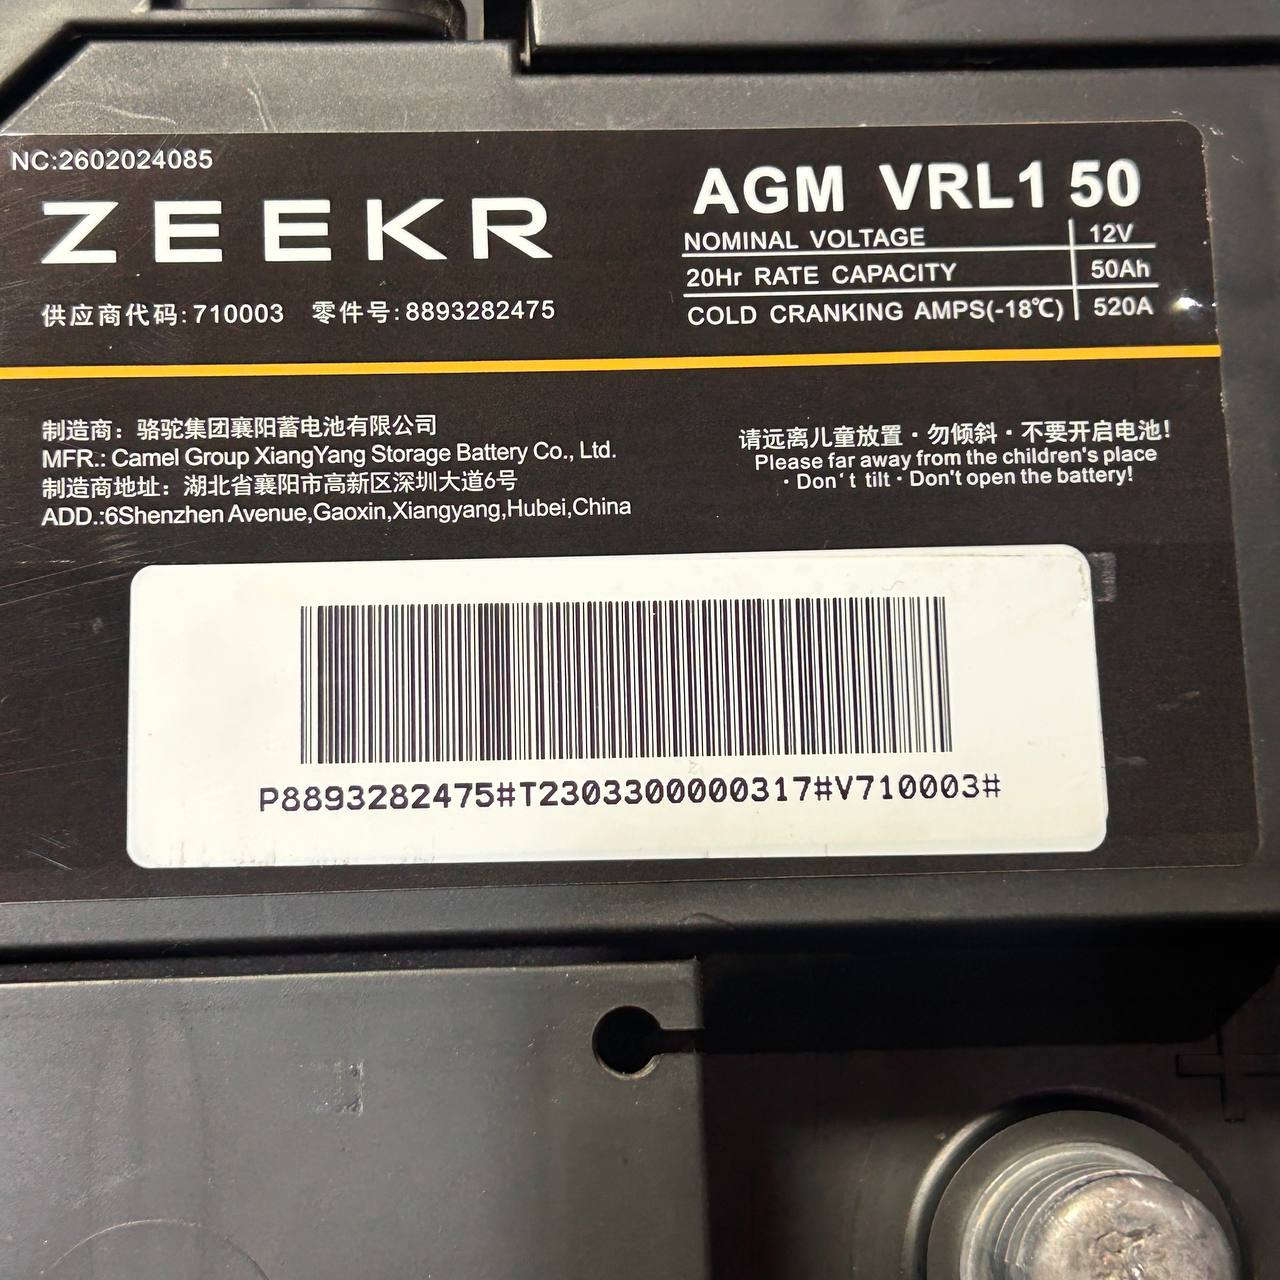 NC:2602024085
ZEEKR
供应商代码:710003 零件号:8893282475
AGM VRL1 50
NOMINAL VOLTAGE 12V
20Hr RATE CAPACITY 50Ah
COLD CRANKING AMPS(-18℃) 520A
制造商：骆驼集团襄阳蓄电池有限公司
MFR.: Camel Group XiangYang Storage Battery Co., Ltd.
制造商地址：湖北省襄阳市高新区深圳大道6号
ADD.:6Shenzhen Avenue,Gaoxin,Xiangyang,Hubei,China
请远离儿童放置·勿倾斜·不要开启电池!
Please far away from the children's place
·Don't tilt·Don't open the battery!
P8893282475#T2303300000317#V710003#
+